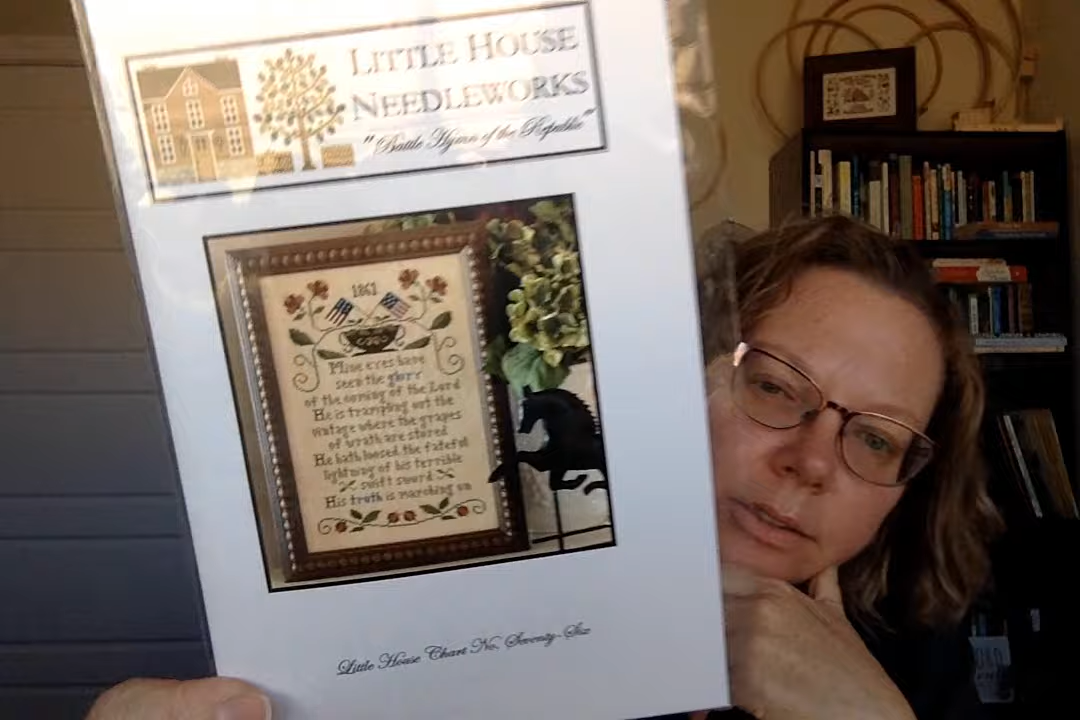 LITTLE HOUSE
NEEDLEWORKS
"Battle Hymn of the Republic"
1861
Mine eyes have
seen the glory
of the coming of the Lord
He is trampling out the
vintage where the grapes
of wrath are stored
He hath loosed the fateful
lightning of his terrible
swift sword
His truth is marching on
Little House Chart No. Seventy-Six